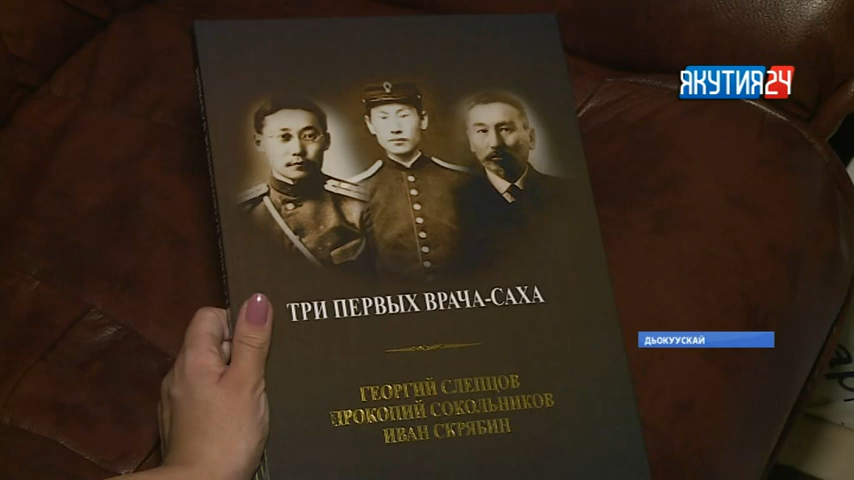 ЯКУТИЯ24
ТРИ ПЕРВЫХ ВРАЧА-САХА
ДЬОКУУСКАЙ
ГЕОРГИЙ СЛЕПЦОВ
ПРОКОПИЙ СОКОЛЬНИКОВ
ИВАН СКРЯБИН